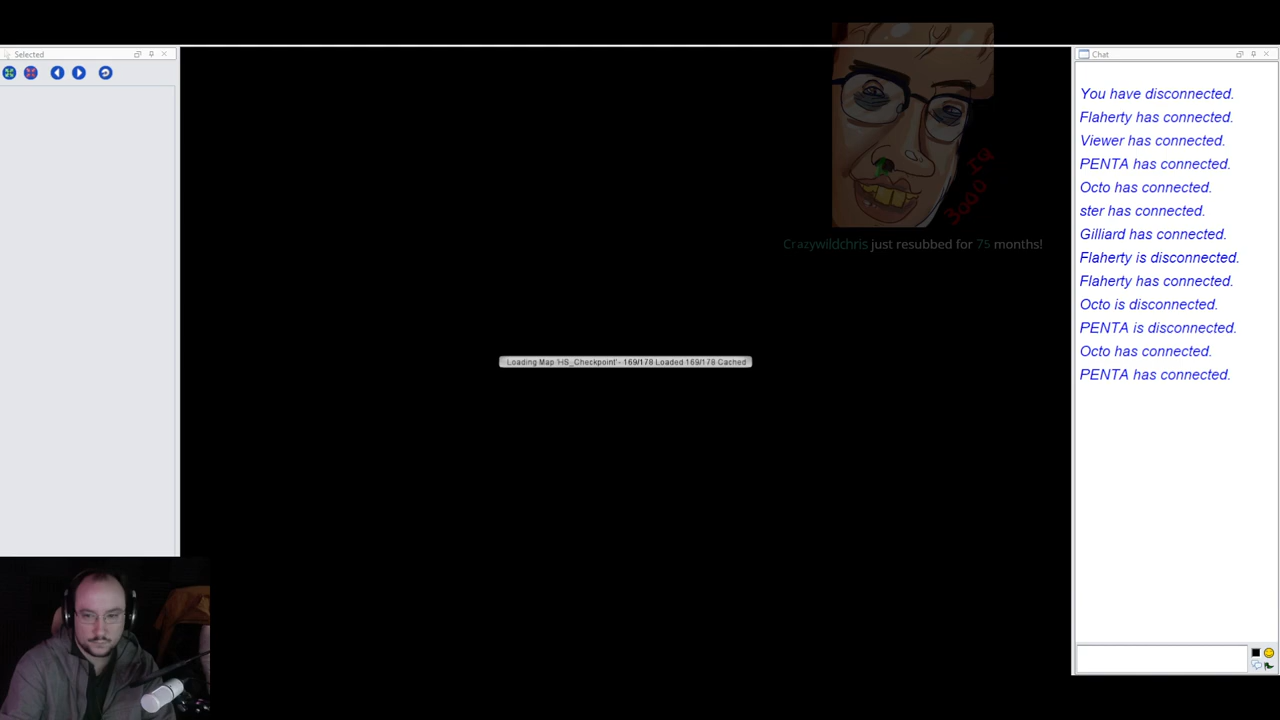 Selected
Chat
3000 IQ
Crazywildchris just resubbed for 75 months!
Loading Map 'HS_Checkpoint' - 169/178 Loaded 169/178 Cached
You have disconnected.
Flaherty has connected.
Viewer has connected.
PENTA has connected.
Octo has connected.
ster has connected.
Gilliard has connected.
Flaherty is disconnected.
Flaherty has connected.
Octo is disconnected.
PENTA is disconnected.
Octo has connected.
PENTA has connected.